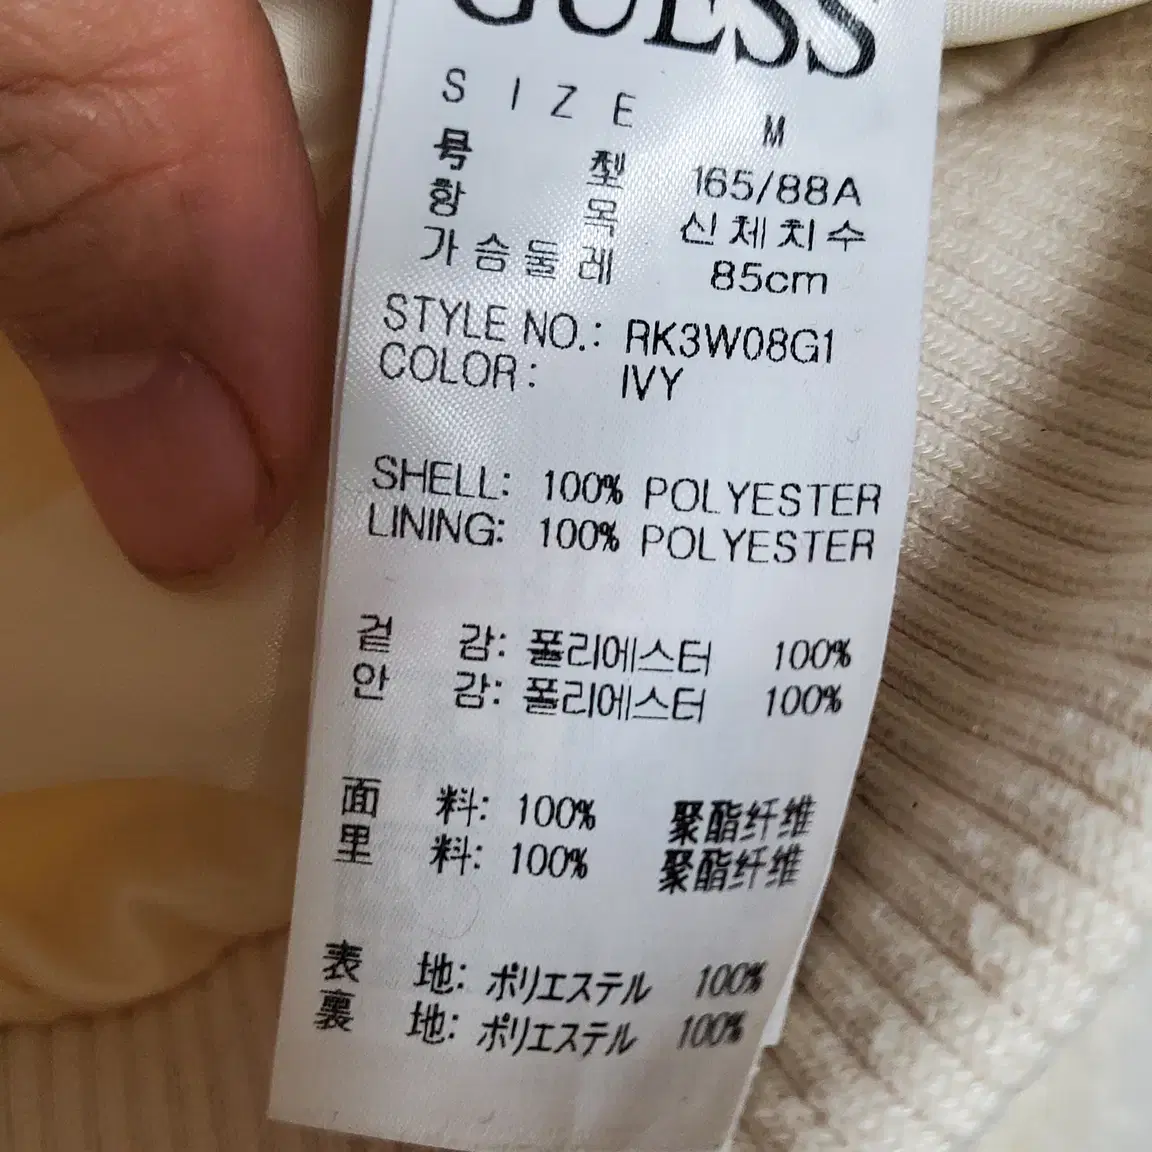 GUESS
SIZE M
号型 165/88A
항목 신체치수
가슴둘레 85cm
STYLE NO.: RK3W08G1
COLOR: IVY
SHELL: 100% POLYESTER
LINING: 100% POLYESTER
겉감: 폴리에스터 100%
안감: 폴리에스터 100%
面料: 100% 聚酯纤维
里料: 100% 聚酯纤维
表地: ポリエステル 100%
裏地: ポリエステル 100%